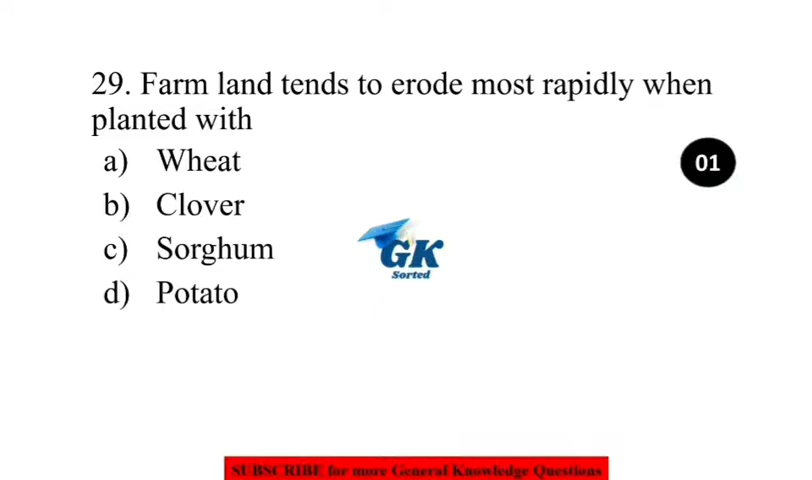 29. Farm land tends to erode most rapidly when
planted with
a) Wheat
01
b) Clover
c) Sorghum
GK
Sorted
d) Potato
SUBSCRIBE for more General Knowledge Questions